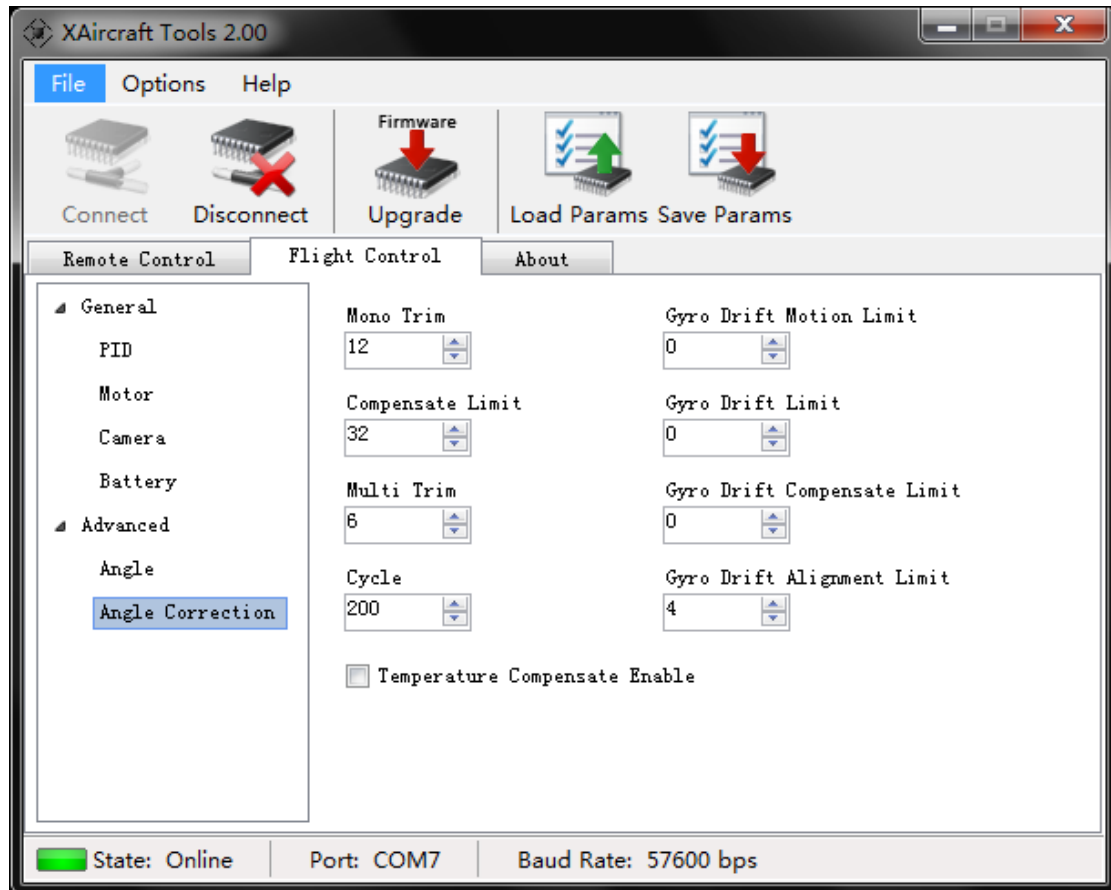 XAircraft Tools 2.00
File Options Help
Firmware
Connect Disconnect Upgrade Load Params Save Params
Remote Control Flight Control About
General
PID
Motor
Camera
Battery
Advanced
Angle
Angle Correction
Mono Trim
12
Compensate Limit
32
Multi Trim
6
Cycle
200
Gyro Drift Motion Limit
0
Gyro Drift Limit
0
Gyro Drift Compensate Limit
0
Gyro Drift Alignment Limit
4
Temperature Compensate Enable
State: Online Port: COM7 Baud Rate: 57600 bps